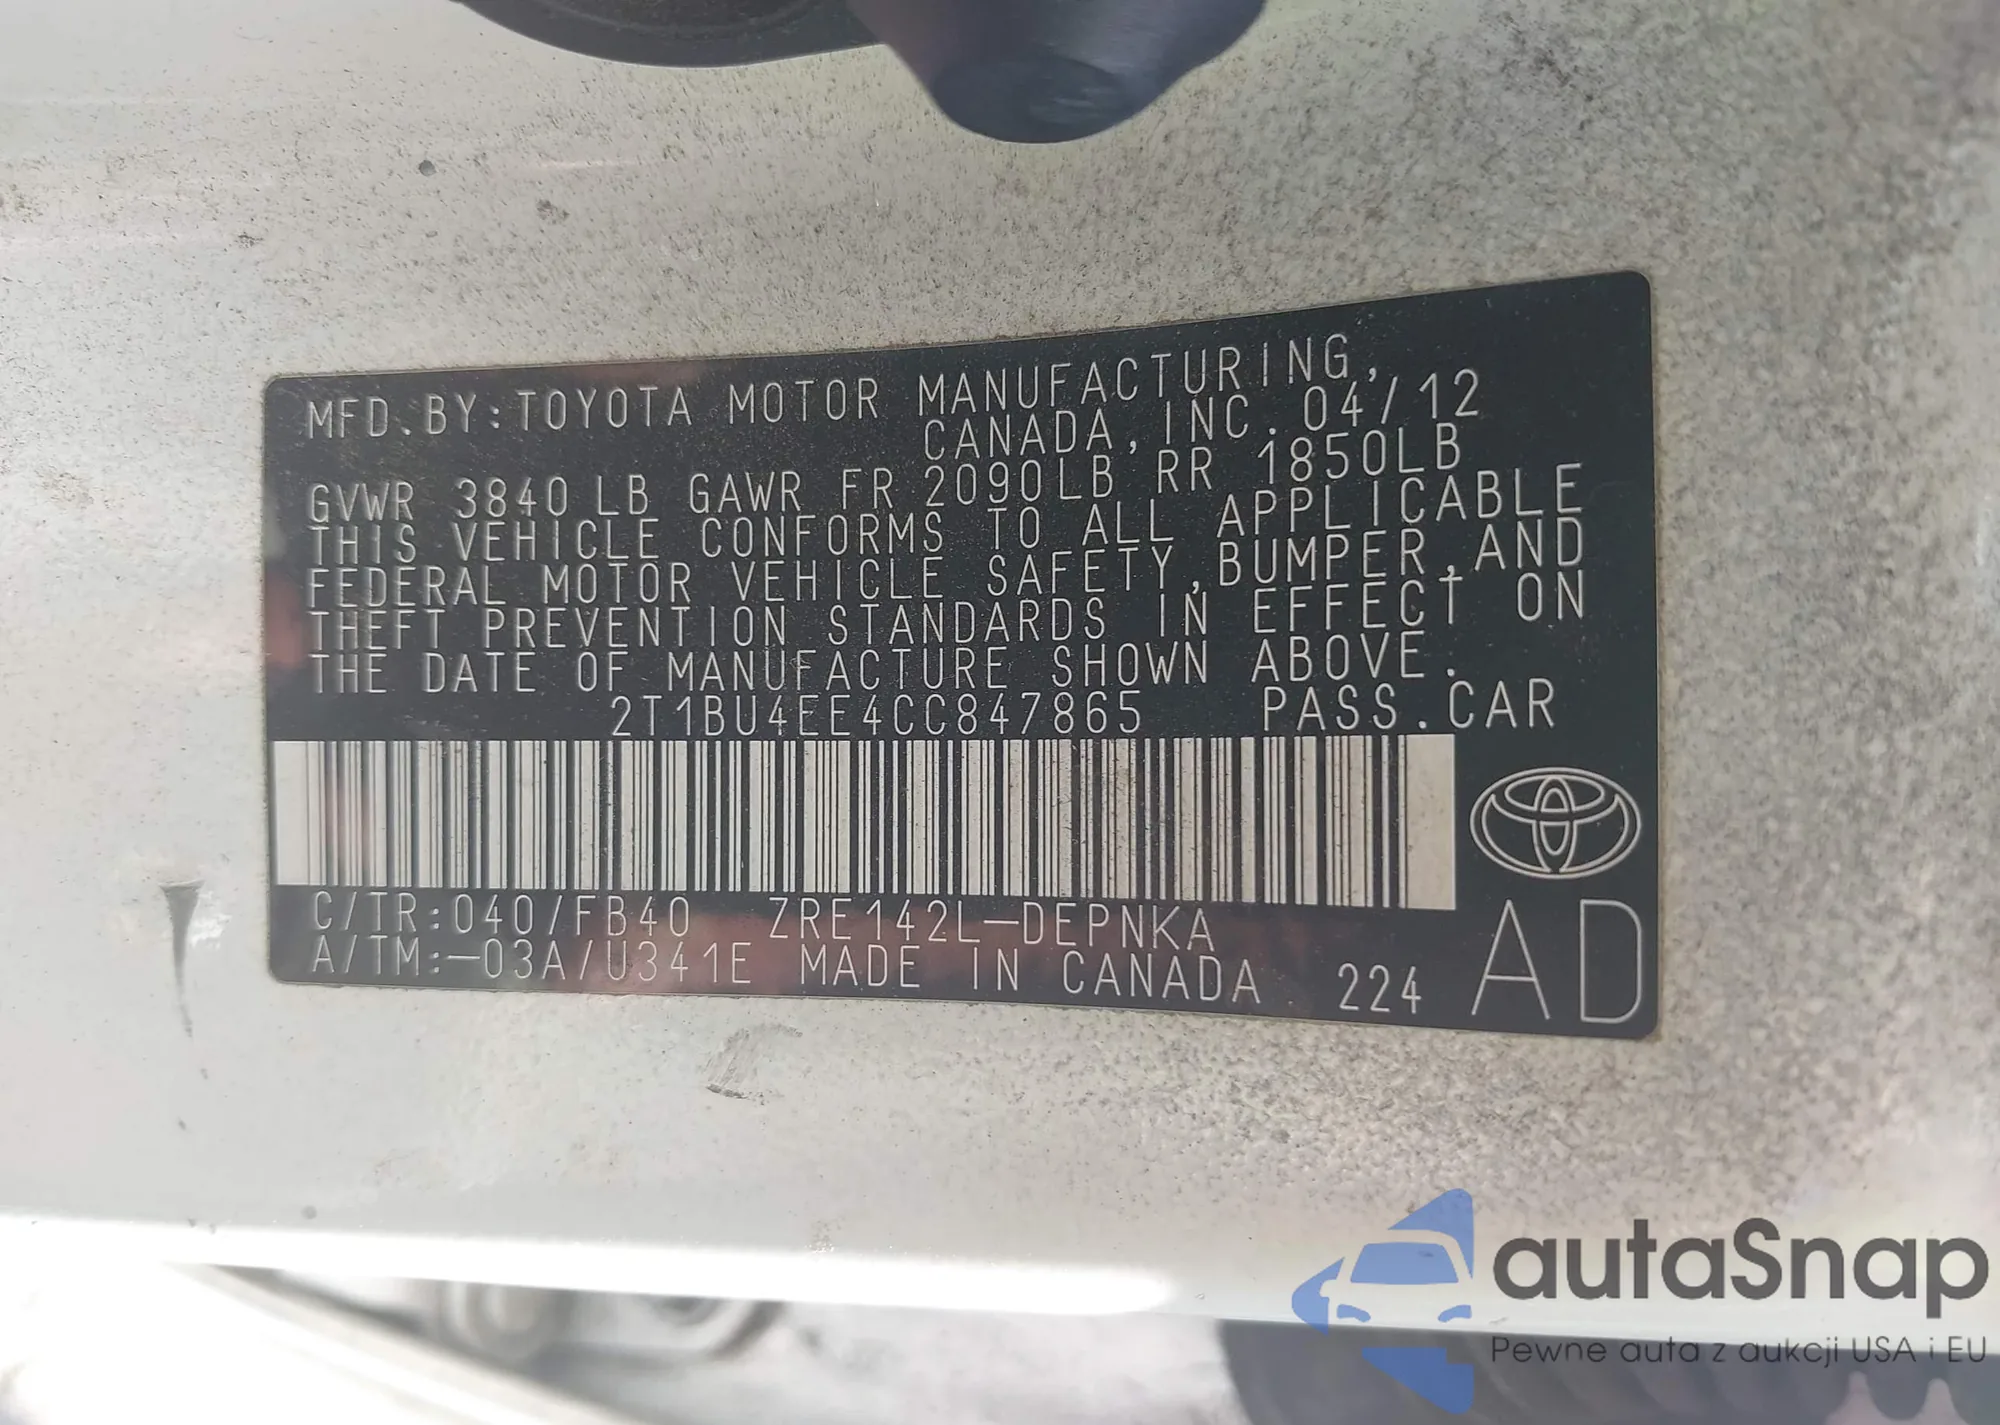 MFD.BY:TOYOTA MOTOR MANUFACTURING,
CANADA,INC.04/12
GVWR 3840 LB GAWR FR 2090LB RR 1850LB
THIS VEHICLE CONFORMS TO ALL APPLICABLE
FEDERAL MOTOR VEHICLE SAFETY,BUMPER,AND
THEFT PREVENTION STANDARDS IN EFFECT ON
THE DATE OF MANUFACTURE SHOWN ABOVE.
2T1BU4EE4CC847865 PASS.CAR
C/TR:040/FB40 ZRE142L-DEPNKA
A/TM:-03A/U341E MADE IN CANADA 224 AD
autaSnap
Pewne auta z aukcji USA i EU